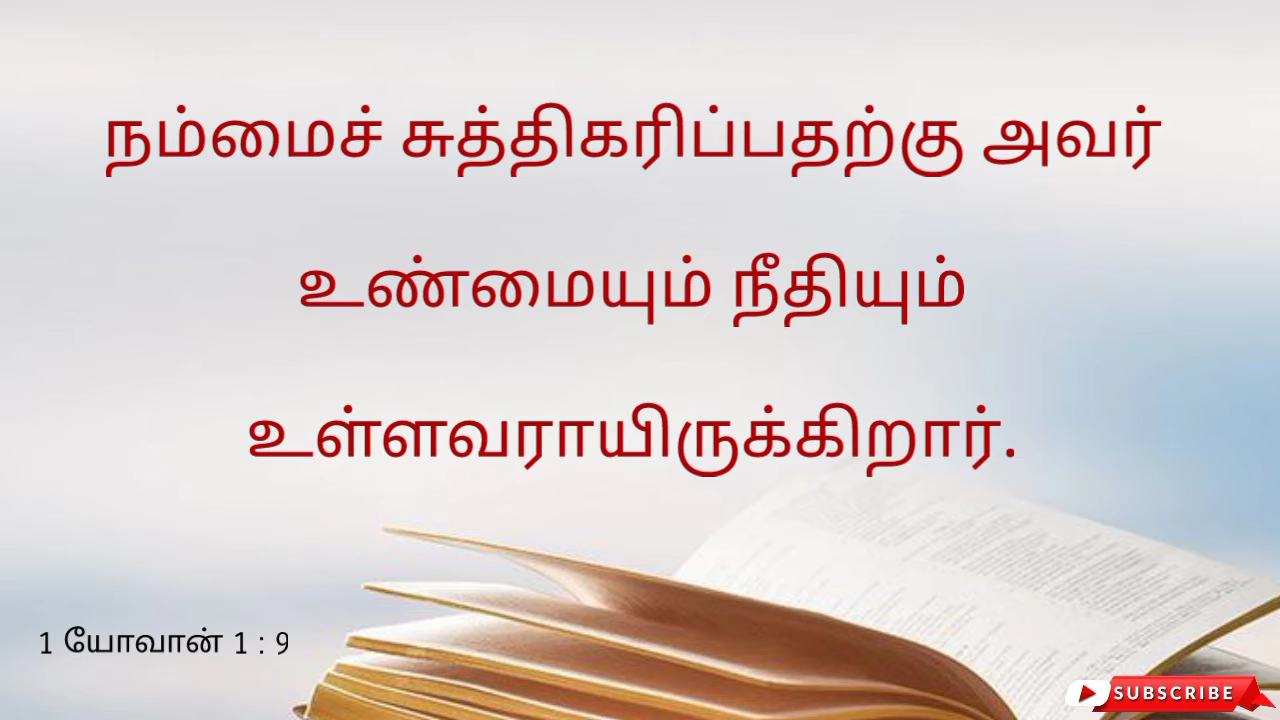 நம்மைச் சுத்திகரிப்பதற்கு அவர்
உண்மையும் நீதியும்
உள்ளவராயிருக்கிறார்.
1 யோவான் 1 : 9
SUBSCRIBE